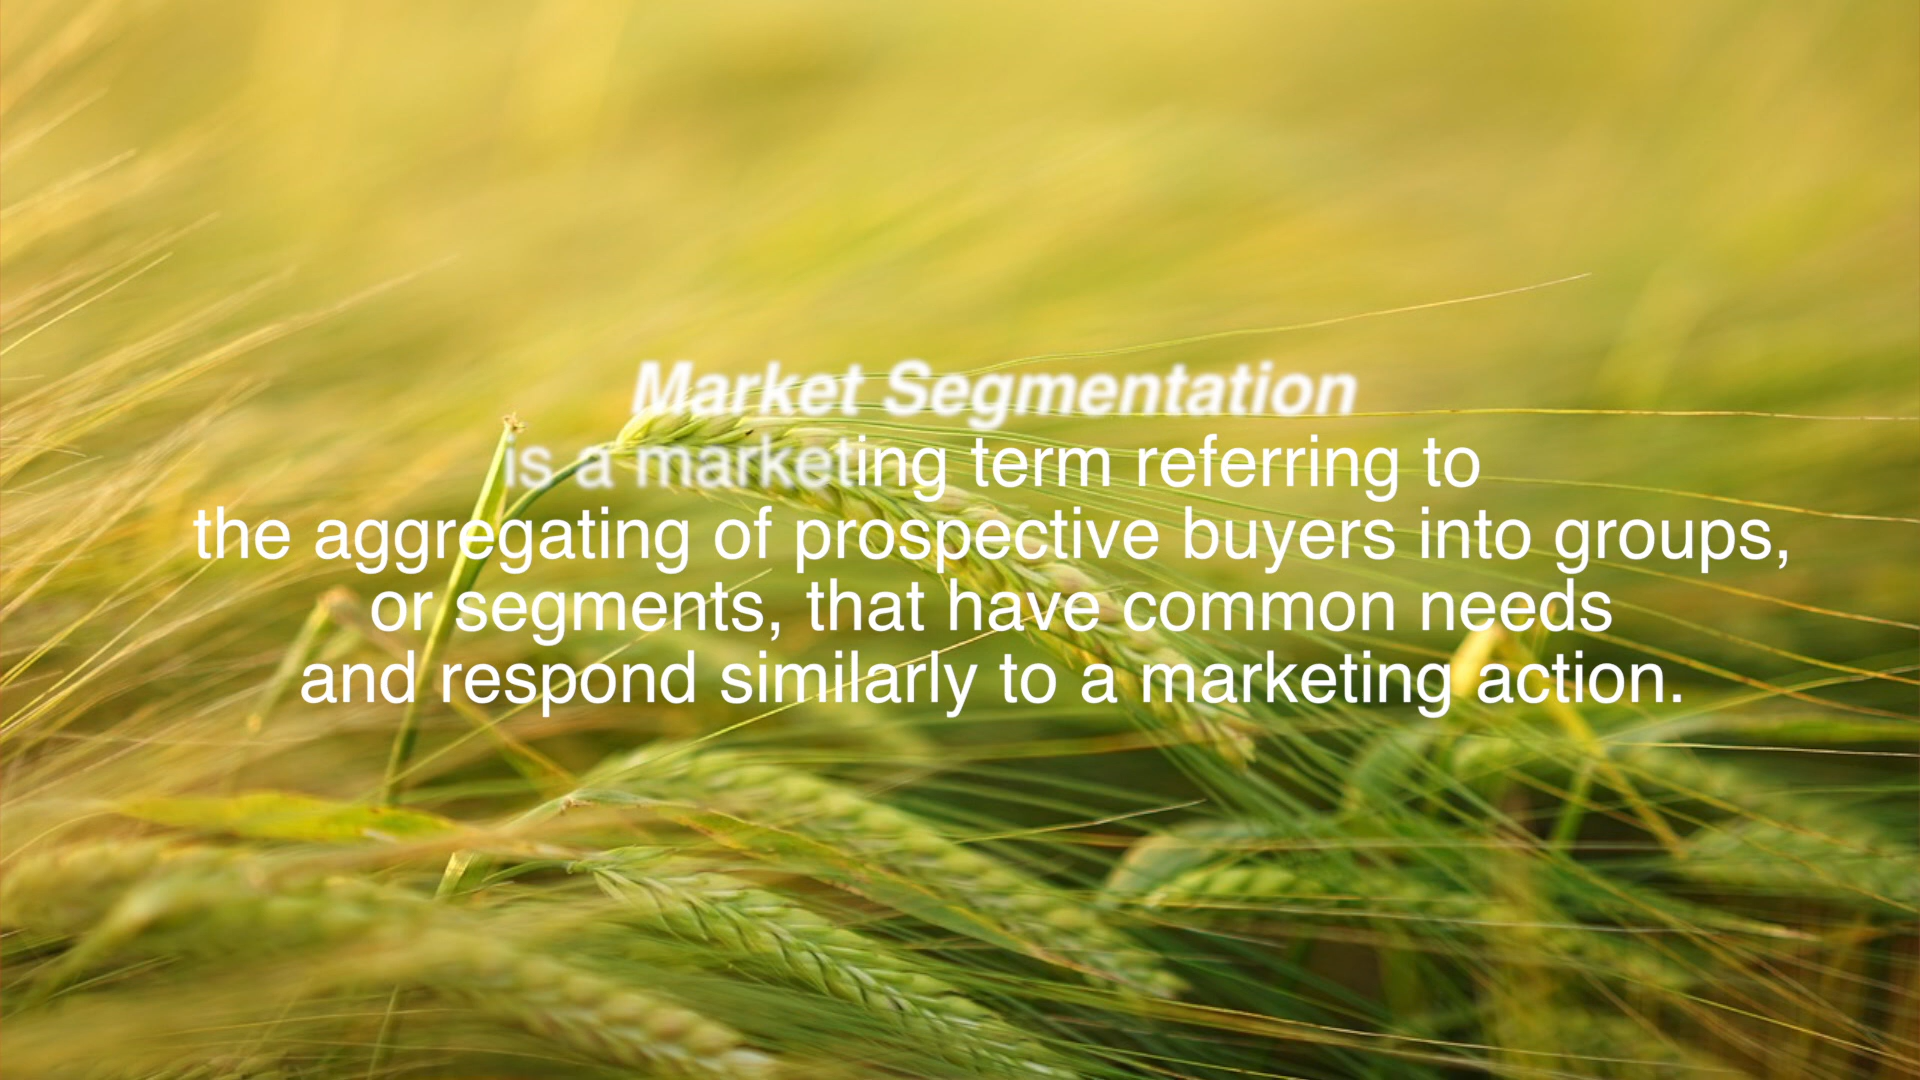 Market Segmentation
is a marketing term referring to
the aggregating of prospective buyers into groups,
or segments, that have common needs
and respond similarly to a marketing action.